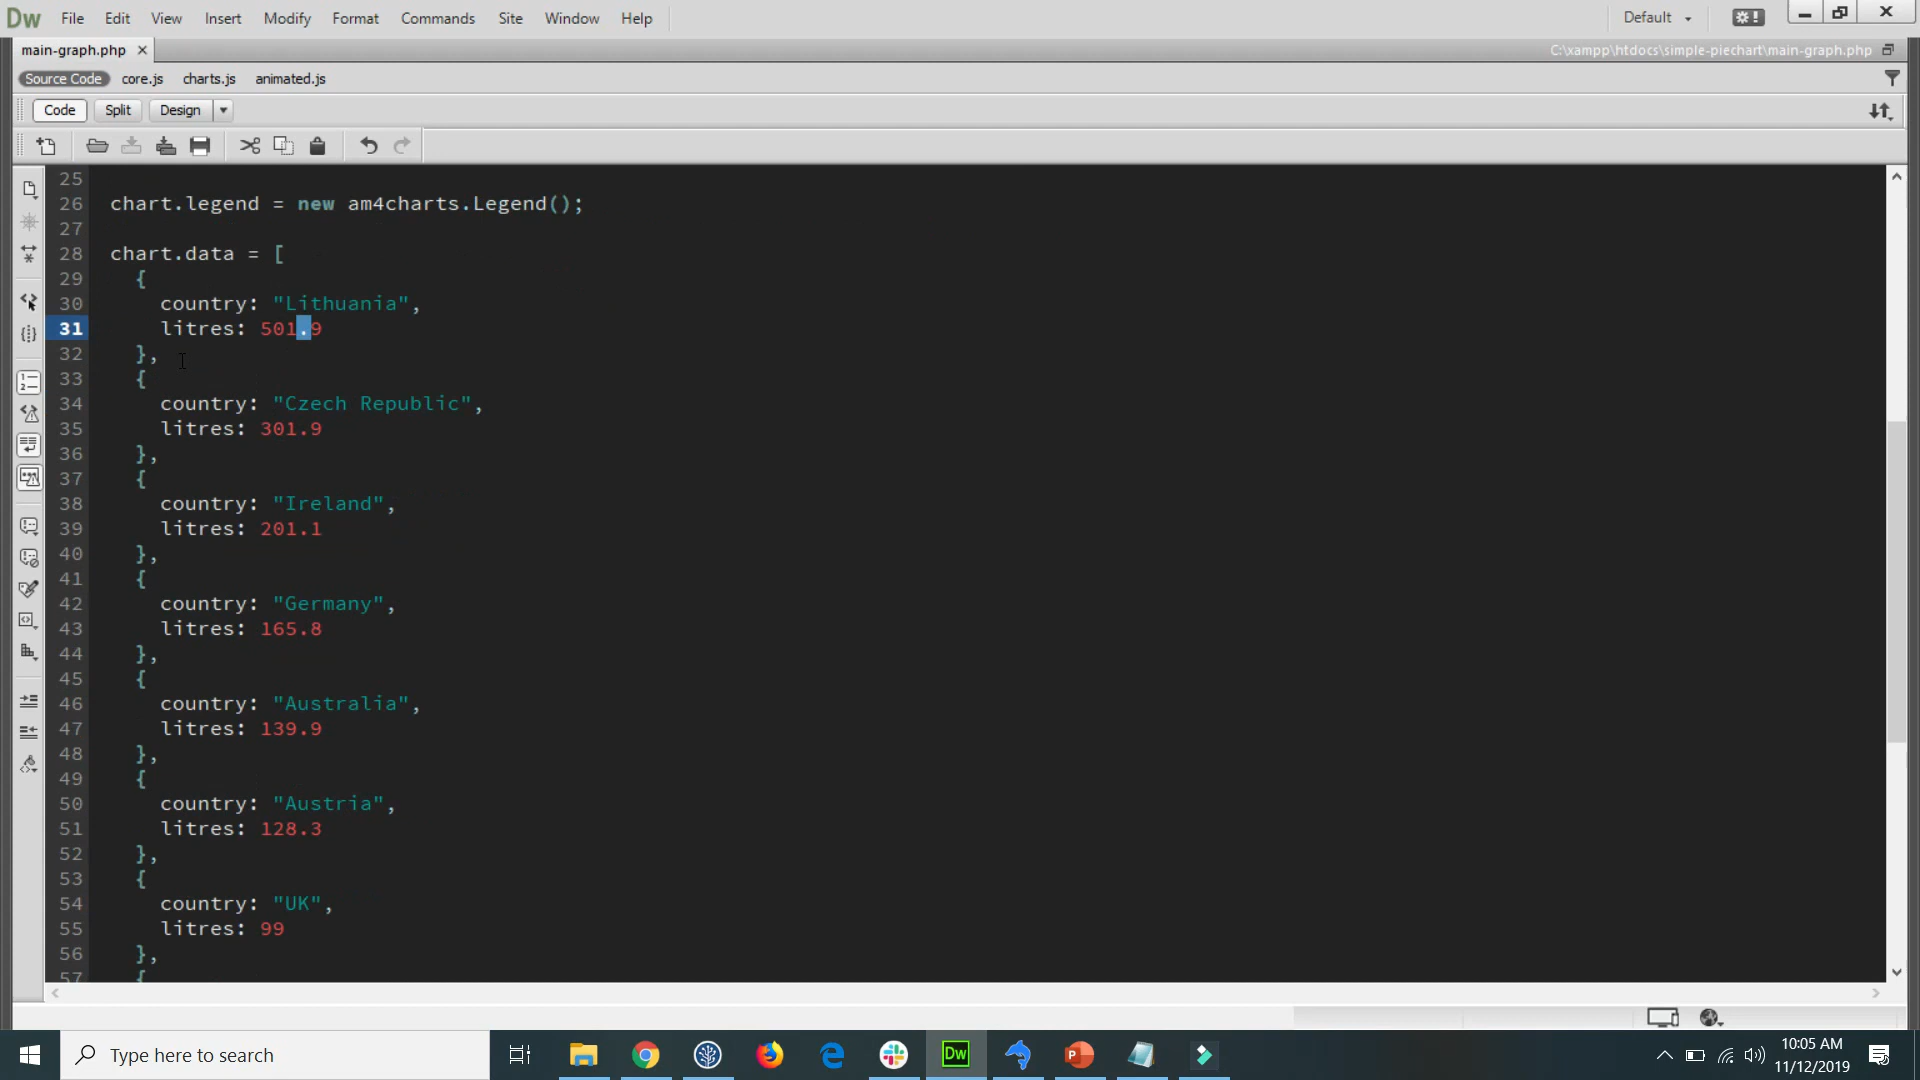 Dw File Edit View Insert Modify Format Commands Site Window Help Default
main-graph.php C:\xampp\htdocs\simple-piechart\main-graph.php
Source Code core.js charts.js animated.js
Code Split Design
25
26 chart.legend = new am4charts.Legend();
27
28 chart.data = [
29 {
30 country: "Lithuania",
31 litres: 501.9
32 },
33 {
34 country: "Czech Republic",
35 litres: 301.9
36 },
37 {
38 country: "Ireland",
39 litres: 201.1
40 },
41 {
42 country: "Germany",
43 litres: 165.8
44 },
45 {
46 country: "Australia",
47 litres: 139.9
48 },
49 {
50 country: "Austria",
51 litres: 128.3
52 },
53 {
54 country: "UK",
55 litres: 99
56 },
57 {
Type here to search Dw 10:05 AM
11/12/2019